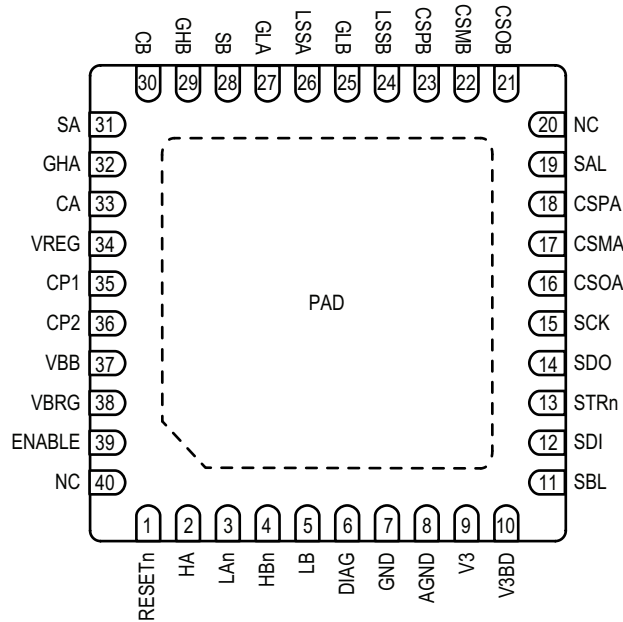 CB
GHB
SB
GLA
LSSA
GLB
LSSB
CSPB
CSMB
CSOB
30
29
28
27
26
25
24
23
22
21
SA 31
GHA 32
CA 33
VREG 34
CP1 35
CP2 36
VBB 37
VBRG 38
ENABLE 39
NC 40
PAD
20 NC
19 SAL
18 CSPA
17 CSMA
16 CSOA
15 SCK
14 SDO
13 STRn
12 SDI
11 SBL
1
2
3
4
5
6
7
8
9
10
RESETn
HA
LAn
HBn
LB
DIAG
GND
AGND
V3
V3BD